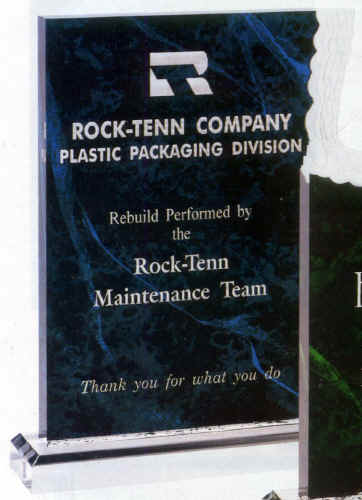 R
ROCK-TENN COMPANY
PLASTIC PACKAGING DIVISION
Rebuild Performed by
the
Rock-Tenn
Maintenance Team
Thank you for what you do